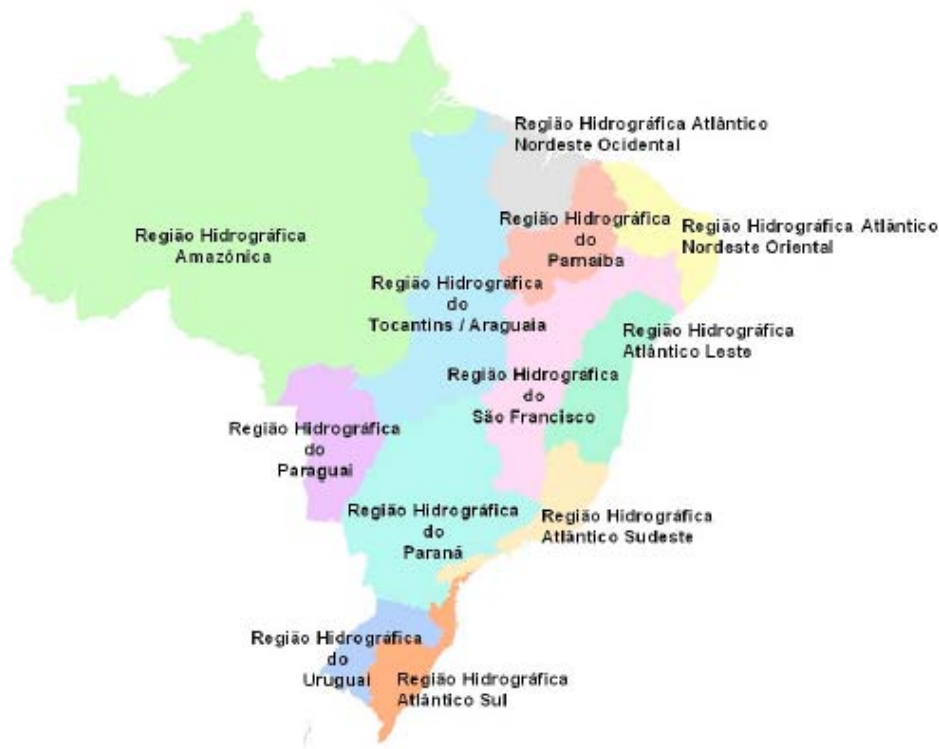 Região Hidrográfica Atlântico
Nordeste Ocidental
Região Hidrográfica
do
Parnaíba
Região Hidrográfica Atlântico
Nordeste Oriental
Região Hidrográfica
Amazônica
Região Hidrográfica
do
Tocantins / Araguaia
Região Hidrográfica
Atlântico Leste
Região Hidrográfica
do
São Francisco
Região Hidrográfica
do
Paraguai
Região Hidrográfica
do
Paraná
Região Hidrográfica
Atlântico Sudeste
Região Hidrográfica
do
Uruguai
Região Hidrográfica
Atlântico Sul